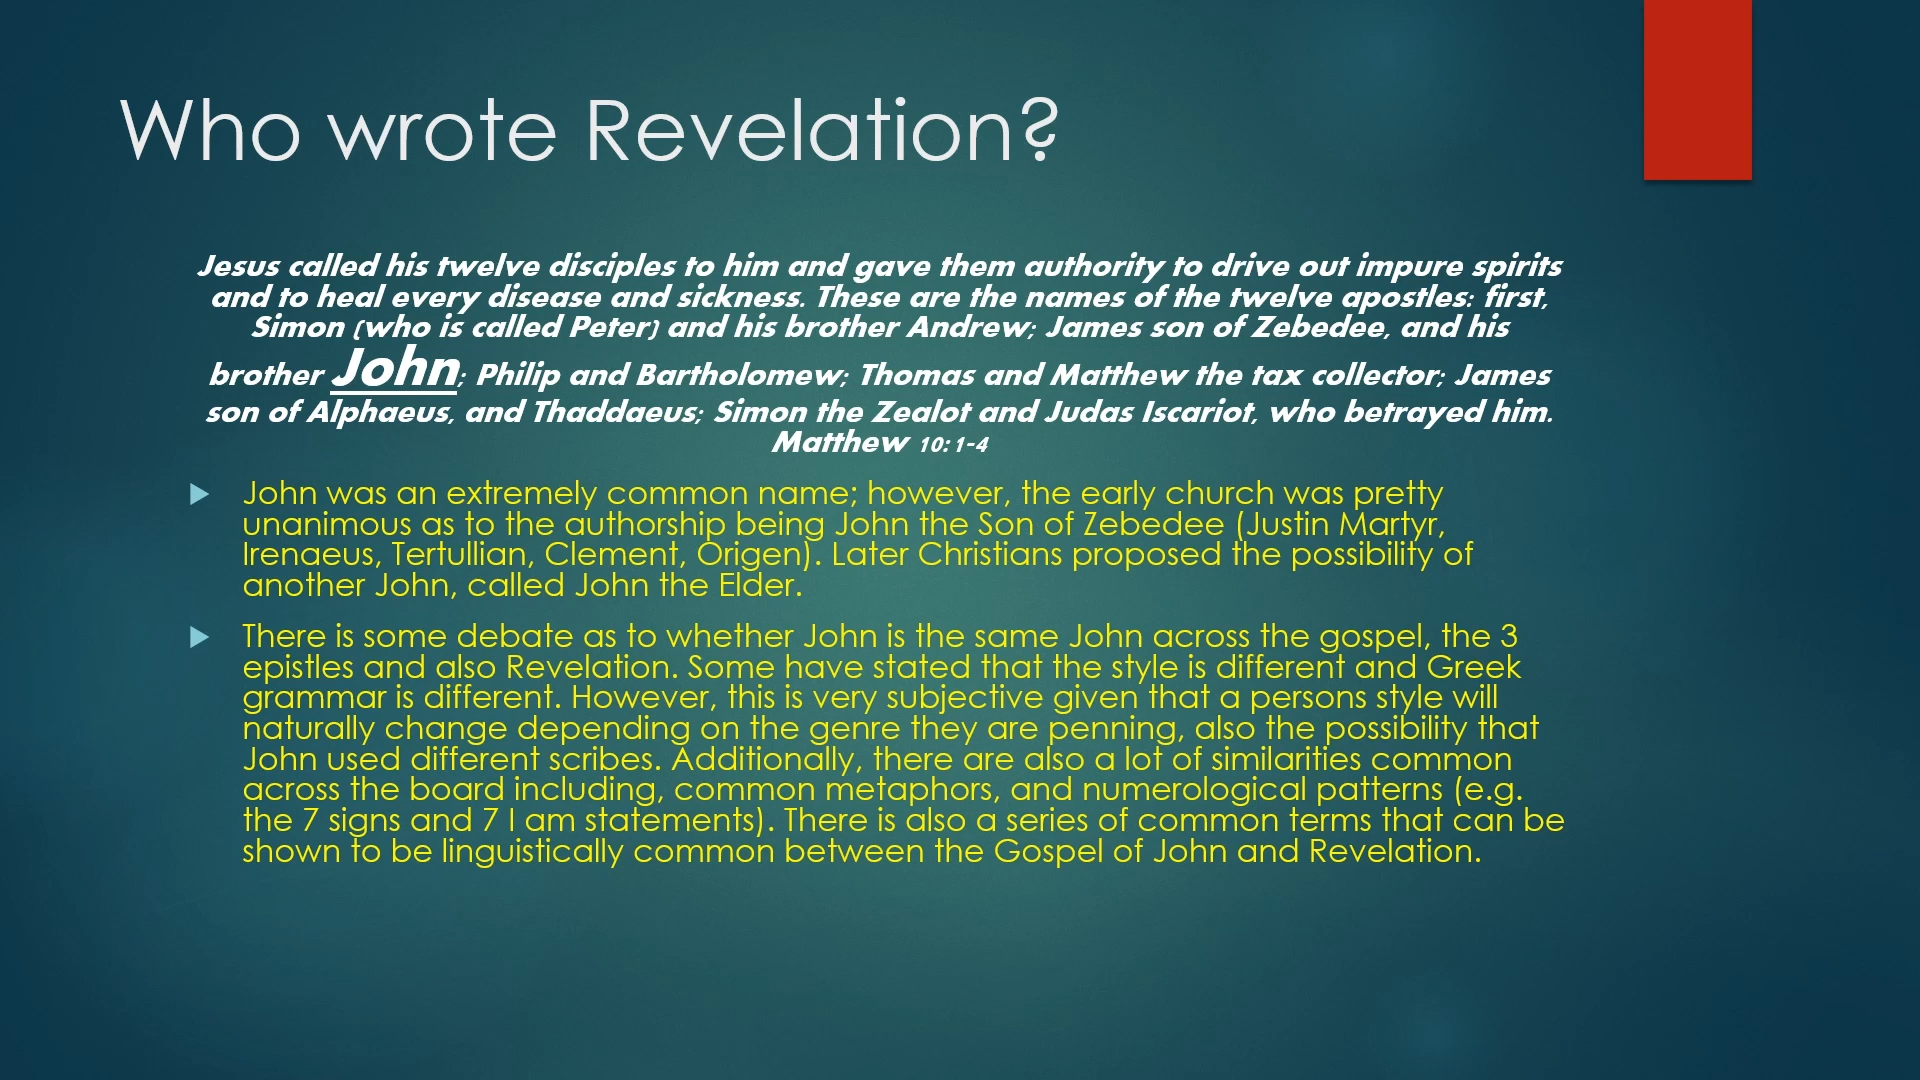 Who wrote Revelation?
Jesus called his twelve disciples to him and gave them authority to drive out impure spirits
and to heal every disease and sickness. These are the names of the twelve apostles: first,
Simon (who is called Peter) and his brother Andrew; James son of Zebedee, and his
brother John; Philip and Bartholomew; Thomas and Matthew the tax collector; James
son of Alphaeus, and Thaddaeus; Simon the Zealot and Judas Iscariot, who betrayed him.
Matthew 10:1-4
John was an extremely common name; however, the early church was pretty
unanimous as to the authorship being John the Son of Zebedee (Justin Martyr,
Irenaeus, Tertullian, Clement, Origen). Later Christians proposed the possibility of
another John, called John the Elder.
There is some debate as to whether John is the same John across the gospel, the 3
epistles and also Revelation. Some have stated that the style is different and Greek
grammar is different. However, this is very subjective given that a persons style will
naturally change depending on the genre they are penning, also the possibility that
John used different scribes. Additionally, there are also a lot of similarities common
across the board including, common metaphors, and numerological patterns (e.g.
the 7 signs and 7 I am statements). There is also a series of common terms that can be
shown to be linguistically common between the Gospel of John and Revelation.